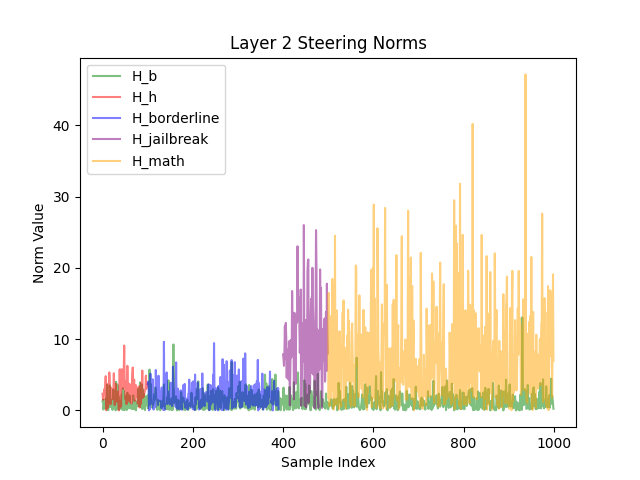 Layer 2 Steering Norms
H_b
H_h
H_borderline
H_jailbreak
H_math
Norm Value
40
30
20
10
0
0
200
400
600
800
1000
Sample Index